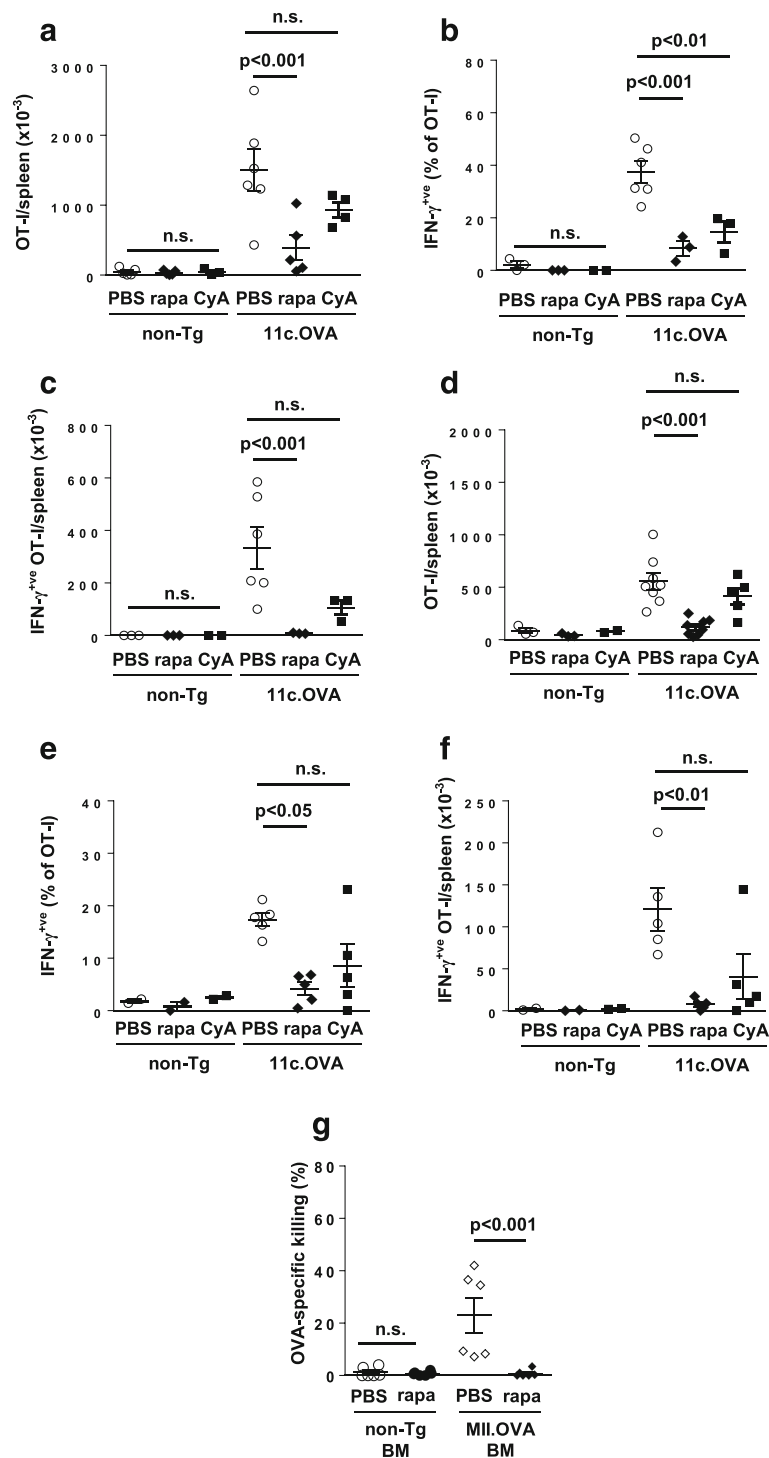 a
n.s.
p<0.001
OT-I/spleen (x10-3)
3000
2000
1000
0
n.s.
PBS rapa CyA PBS rapa CyA
non-Tg 11c.OVA
b
p<0.01
p<0.001
IFN-γ+ve (% of OT-I)
80
60
40
20
0
n.s.
PBS rapa CyA PBS rapa CyA
non-Tg 11c.OVA
c
n.s.
p<0.001
IFN-γ+ve OT-I/spleen (x10-3)
800
600
400
200
0
n.s.
PBS rapa CyA PBS rapa CyA
non-Tg 11c.OVA
d
n.s.
p<0.001
OT-I/spleen (x10-3)
2000
1500
1000
500
0
PBS rapa CyA PBS rapa CyA
non-Tg 11c.OVA
e
n.s.
p<0.05
IFN-γ+ve (% of OT-I)
40
30
20
10
0
PBS rapa CyA PBS rapa CyA
non-Tg 11c.OVA
f
n.s.
p<0.01
IFN-γ+ve OT-I/spleen (x10-3)
250
200
150
100
50
0
PBS rapa CyA PBS rapa CyA
non-Tg 11c.OVA
g
p<0.001
OVA-specific killing (%)
80
60
40
20
0
n.s.
PBS rapa PBS rapa
non-Tg MII.OVA
BM BM